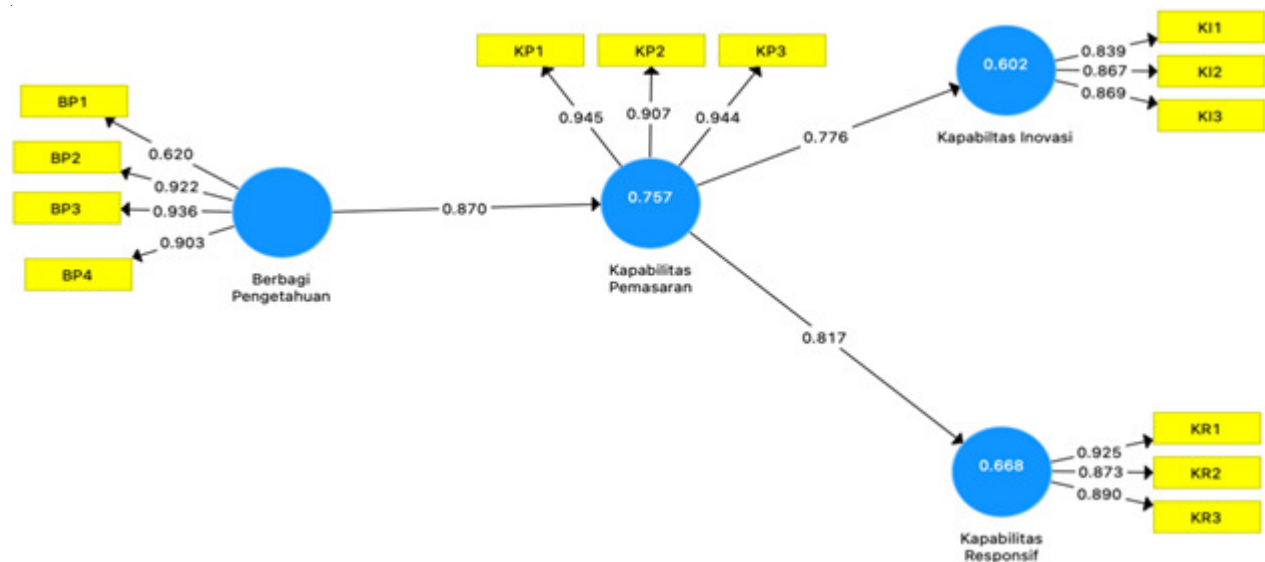 BP1
BP2
BP3
BP4
0.620
0.922
0.936
0.903
Berbagi
Pengetahuan
0.870
KP1
KP2
KP3
0.945
0.907
0.944
0.757
Kapabilitas
Pemasaran
0.776
0.817
0.602
Kapabiltas Inovasi
0.839
0.867
0.869
KI1
KI2
KI3
0.668
Kapabilitas
Responsif
0.925
0.873
0.890
KR1
KR2
KR3